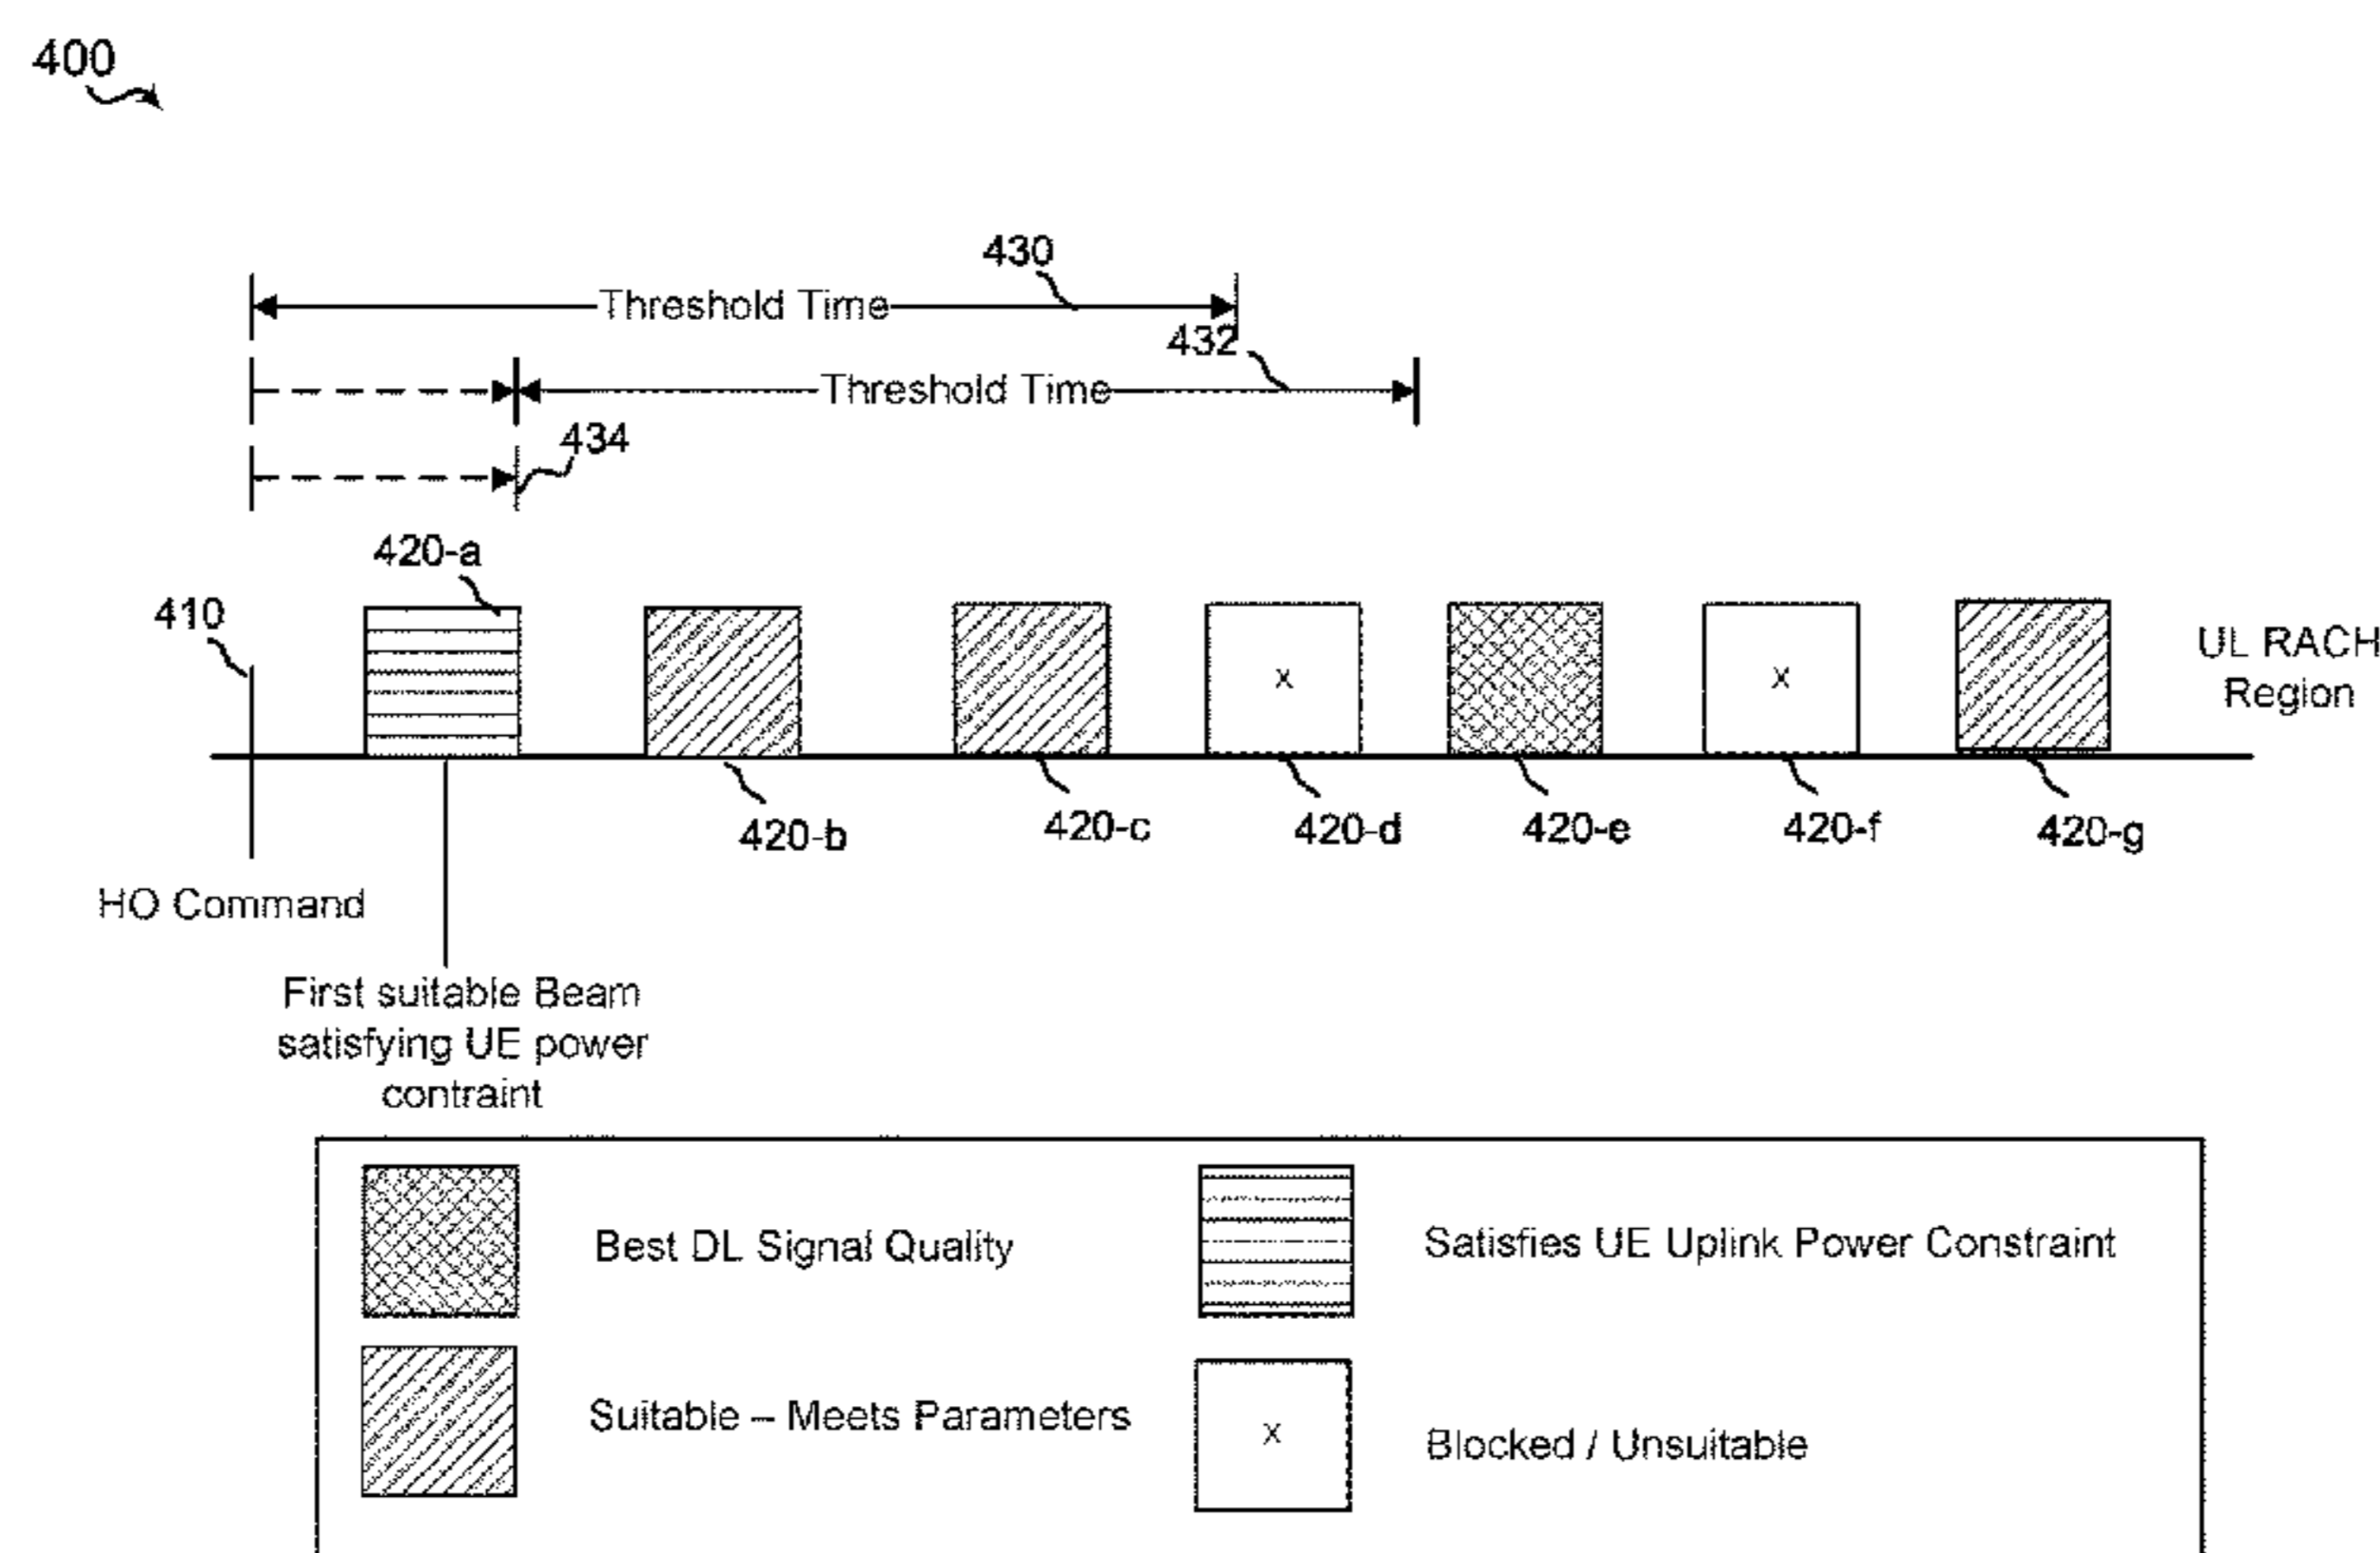 400
430
Threshold Time
432
Threshold Time
434
420-a
410
x
x
UL RACH
Region
420-b
420-c
420-d
420-e
420-f
420-g
HO Command
First suitable Beam
satisfying UE power
contraint
Best DL Signal Quality
Satisfies UE Uplink Power Constraint
Suitable – Meets Parameters
x
Blocked / Unsuitable